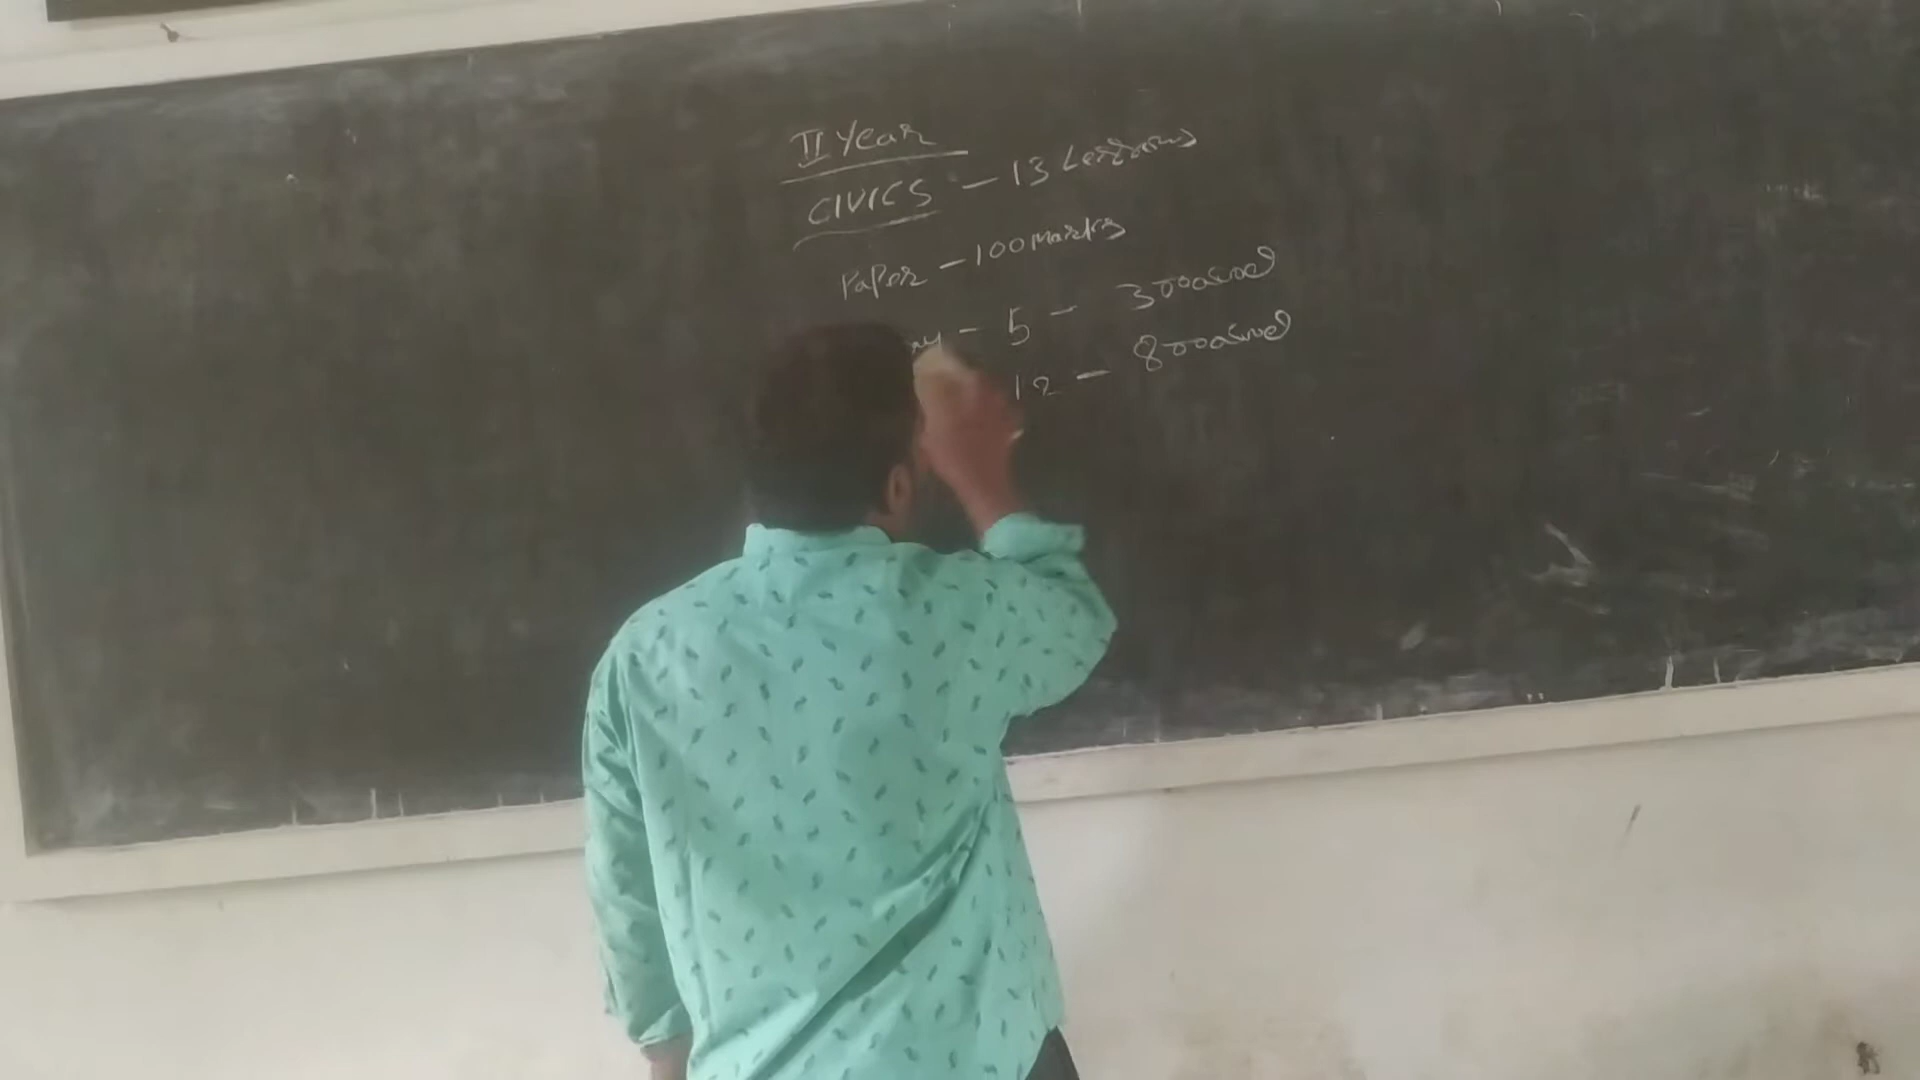 II Year
CIVICS - 13 Lessons
Paper - 100 Marks
- 5 - 3
12 - 8